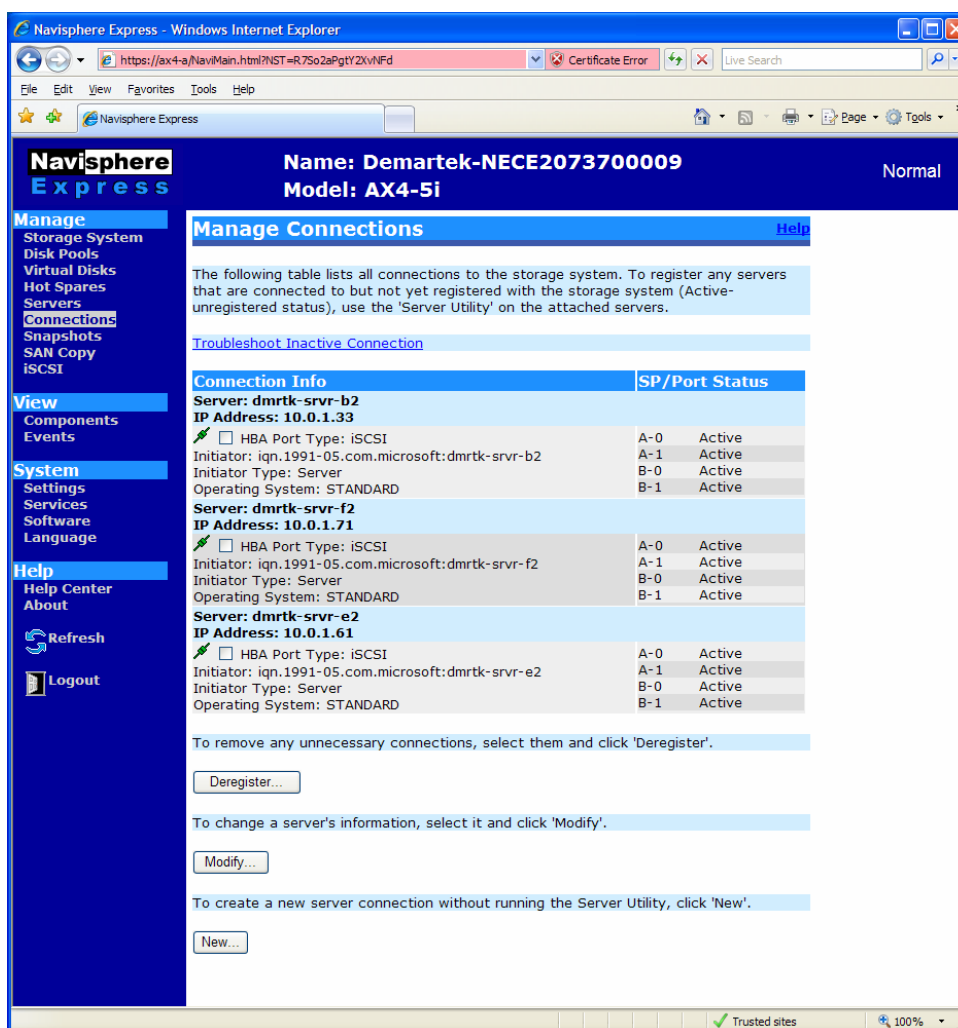 Navisphere Express - Windows Internet Explorer
https://ax4-a/NaviMain.html?NST=R7So2aPgtY2XvNFd
Certificate Error
Live Search
File Edit View Favorites Tools Help
Navisphere Express
Page Tools
Navisphere
Express
Name: Demartek-NECE2073700009
Model: AX4-5i
Normal
Manage
Storage System
Disk Pools
Virtual Disks
Hot Spares
Servers
Connections
Snapshots
SAN Copy
iSCSI
View
Components
Events
System
Settings
Services
Software
Language
Help
Help Center
About
Refresh
Logout
Manage Connections Help
The following table lists all connections to the storage system. To register any servers
that are connected to but not yet registered with the storage system (Active-
unregistered status), use the 'Server Utility' on the attached servers.
Troubleshoot Inactive Connection
Connection Info SP/Port Status
Server: dmrtk-srvr-b2
IP Address: 10.0.1.33
HBA Port Type: iSCSI A-0 Active
Initiator: iqn.1991-05.com.microsoft:dmrtk-srvr-b2 A-1 Active
Initiator Type: Server B-0 Active
Operating System: STANDARD B-1 Active
Server: dmrtk-srvr-f2
IP Address: 10.0.1.71
HBA Port Type: iSCSI A-0 Active
Initiator: iqn.1991-05.com.microsoft:dmrtk-srvr-f2 A-1 Active
Initiator Type: Server B-0 Active
Operating System: STANDARD B-1 Active
Server: dmrtk-srvr-e2
IP Address: 10.0.1.61
HBA Port Type: iSCSI A-0 Active
Initiator: iqn.1991-05.com.microsoft:dmrtk-srvr-e2 A-1 Active
Initiator Type: Server B-0 Active
Operating System: STANDARD B-1 Active
To remove any unnecessary connections, select them and click 'Deregister'.
Deregister...
To change a server's information, select it and click 'Modify'.
Modify...
To create a new server connection without running the Server Utility, click 'New'.
New...
Trusted sites 100%